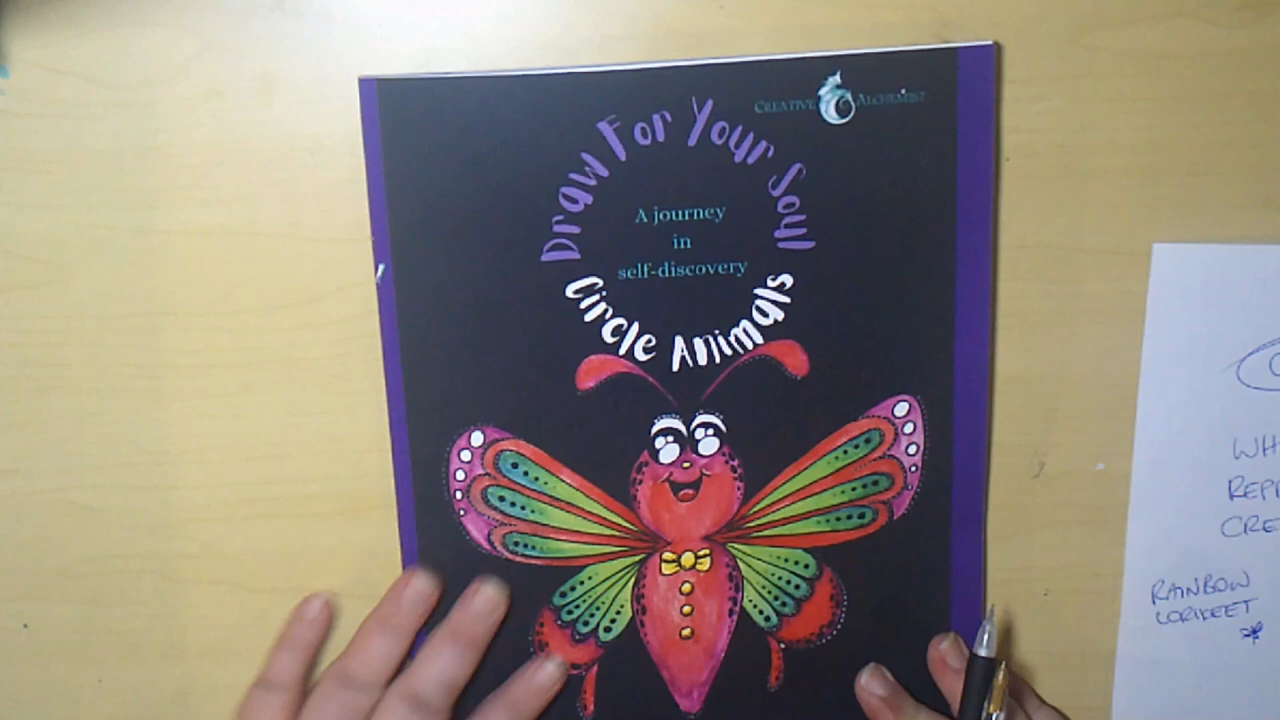 CREATIVE ALCHEMIST
Draw For Your Soul
A journey
in
self-discovery
Circle Animals
RAINBOW
LORIKEET